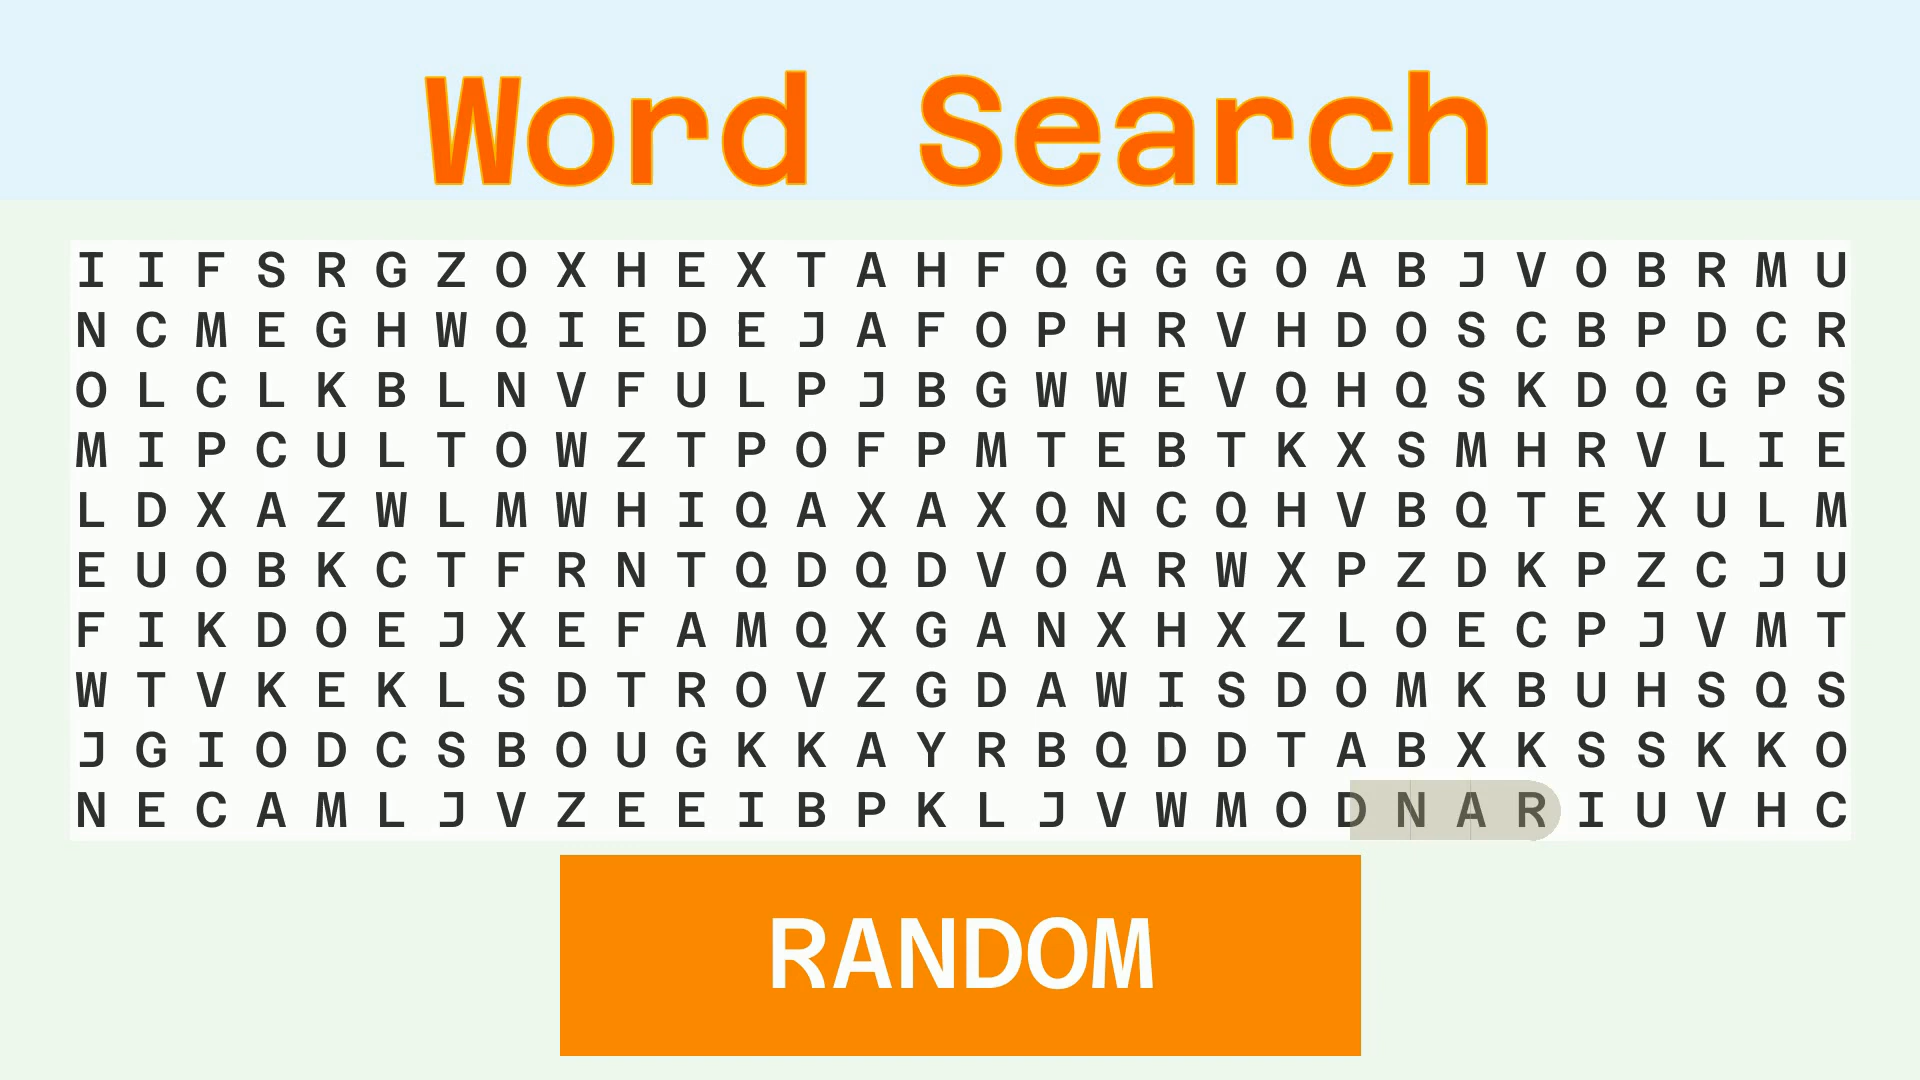 Word Search
I I F S R G Z O X H E X T A H F Q G G G O A B J V O B R M U
N C M E G H W Q I E D E J A F O P H R V H D O S C B P D C R
O L C L K B L N V F U L P J B G W W E V Q H Q S K D Q G P S
M I P C U L T O W Z T P O F P M T E B T K X S M H R V L I E
L D X A Z W L M W H I Q A X A X Q N C Q H V B Q T E X U L M
E U O B K C T F R N T Q D Q D V O A R W X P Z D K P Z C J U
F I K D O E J X E F A M Q X G A N X H X Z L O E C P J V M T
W T V K E K L S D T R O V Z G D A W I S D O M K B U H S Q S
J G I O D C S B O U G K K A Y R B Q D D T A B X K S S K K O
N E C A M L J V Z E E I B P K L J V W M O D N A R I U V H C
RANDOM